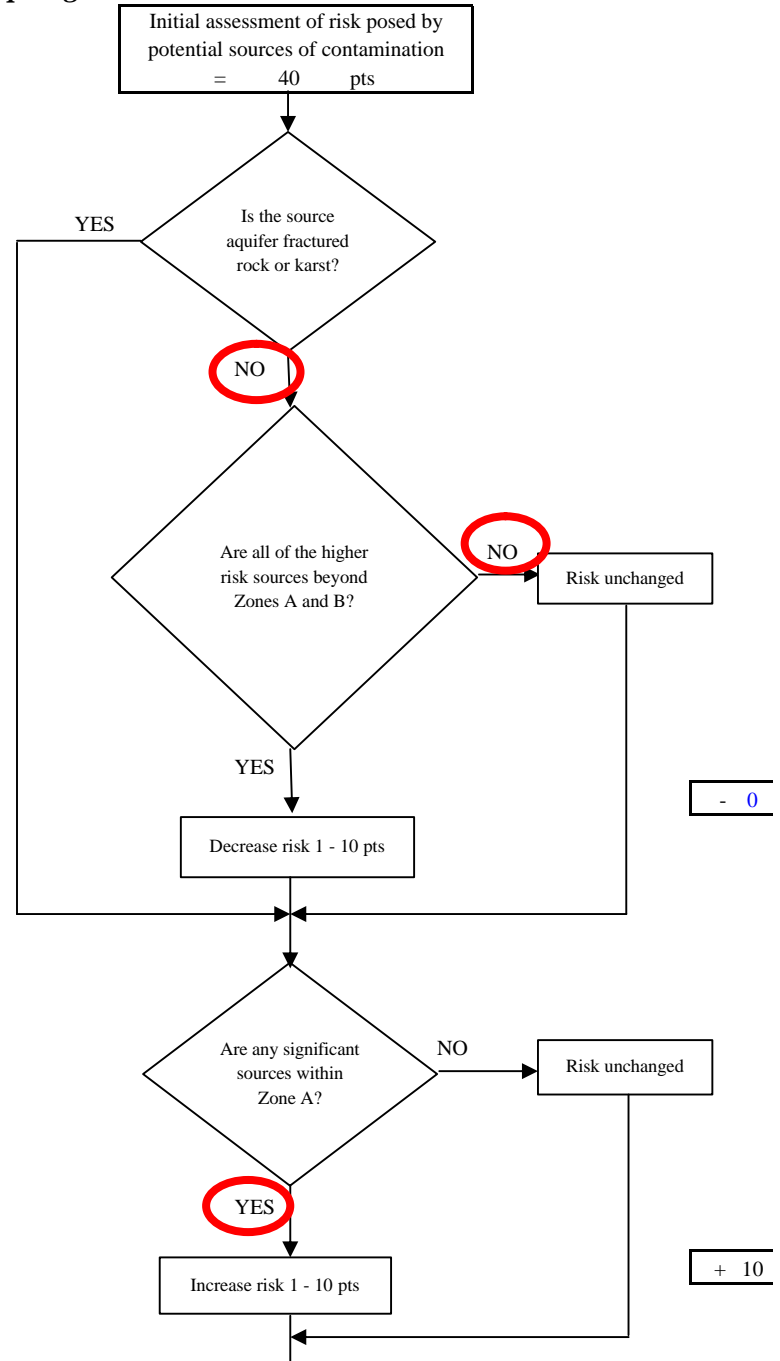 Initial assessment of risk posed by
potential sources of contamination
= 40 pts
YES
Is the source
aquifer fractured
rock or karst?
NO
Are all of the higher
risk sources beyond
Zones A and B?
NO
Risk unchanged
YES
- 0
Decrease risk 1 - 10 pts
Are any significant
sources within
Zone A?
NO
Risk unchanged
YES
+ 10
Increase risk 1 - 10 pts